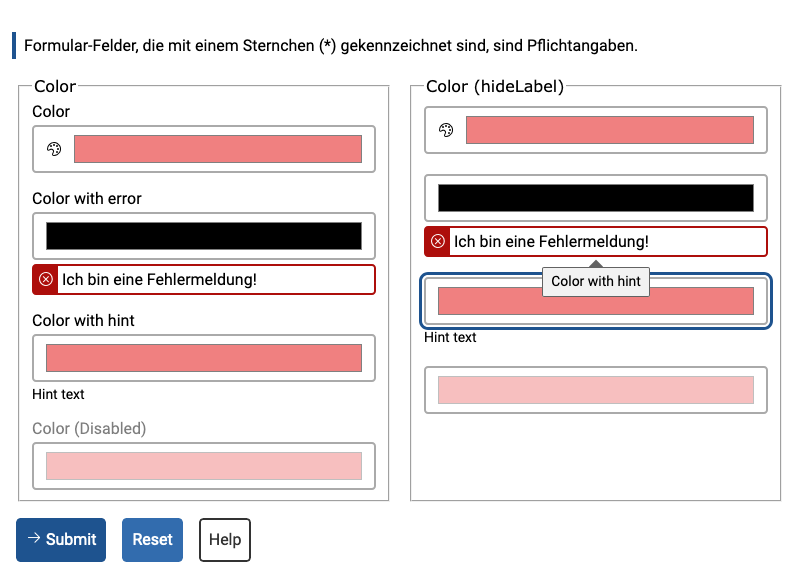 Formular-Felder, die mit einem Sternchen (*) gekennzeichnet sind, sind Pflichtangaben.
Color
Color
Color with error
Ich bin eine Fehlermeldung!
Color with hint
Hint text
Color (Disabled)
Color (hideLabel)
Ich bin eine Fehlermeldung!
Color with hint
Hint text
Submit
Reset
Help